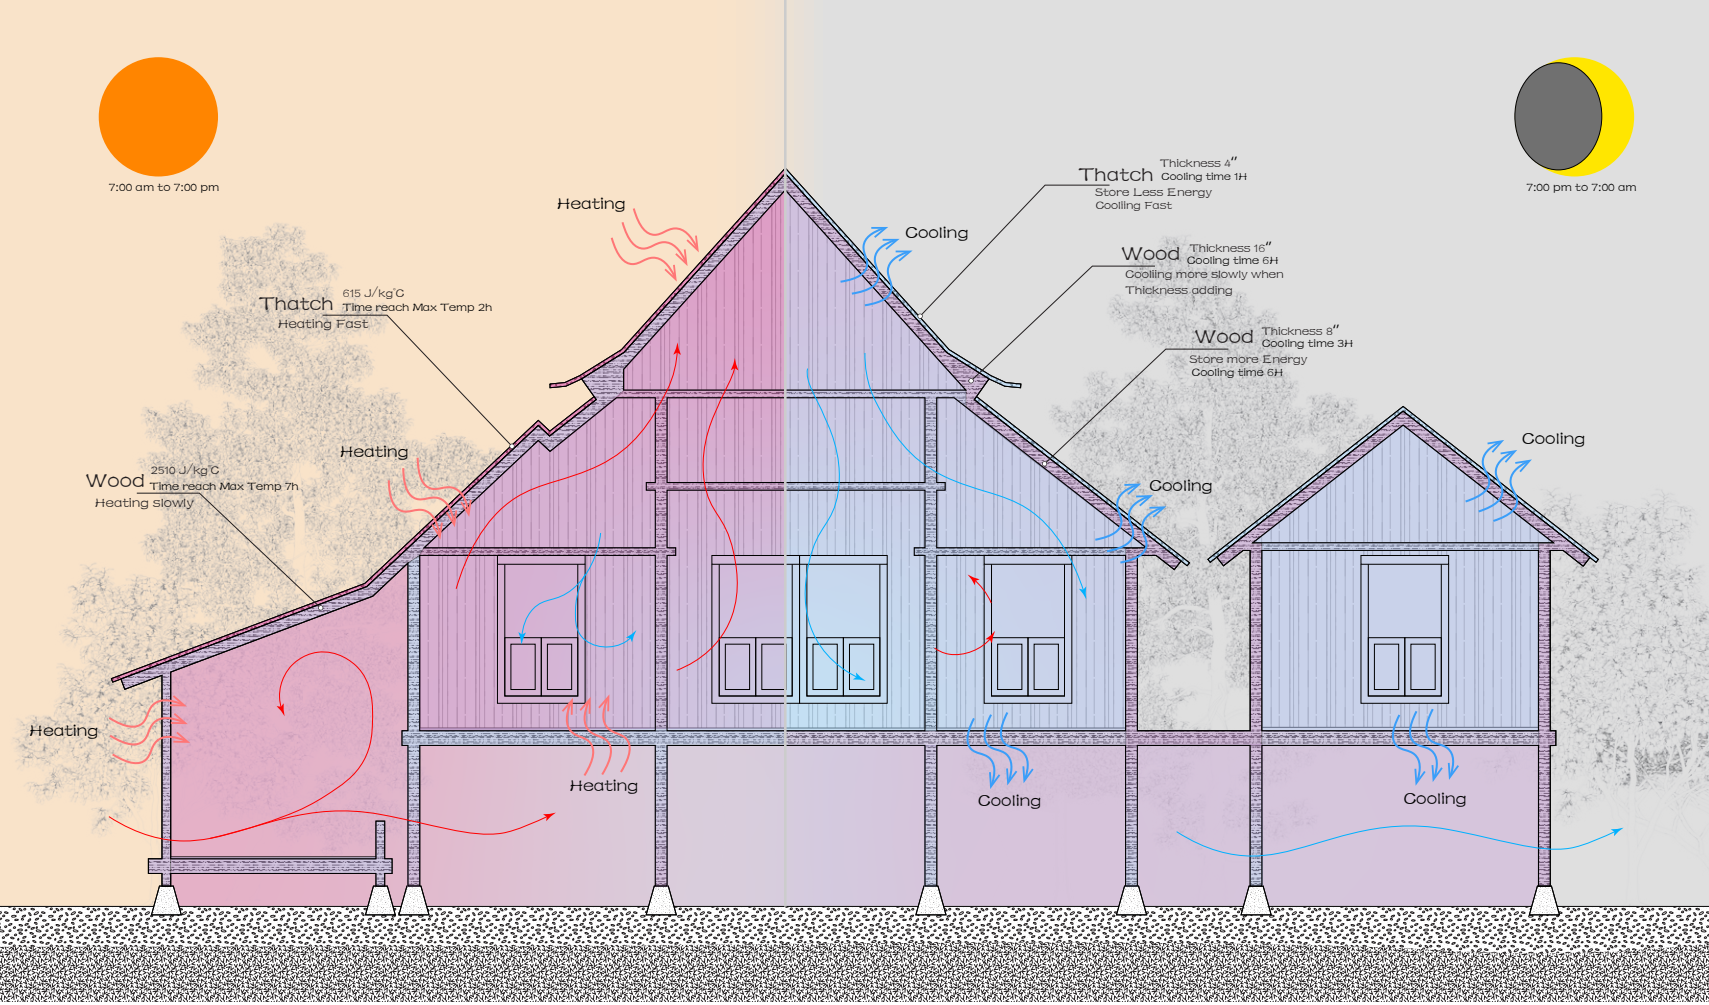 7:00 am to 7:00 pm
7:00 pm to 7:00 am
Heating
Cooling
Thatch
Thickness 4"
Cooling time 1H
Store Less Energy
Coolling Fast
Wood
Thickness 16"
Cooling time 6H
Coolling more slowly when
Thickness adding
Thatch
615 J/kg°C
Time reach Max Temp 2h
Heating Fast
Wood
Thickness 8"
Cooling time 3H
Store more Energy
Cooling time 6H
Heating
Cooling
Cooling
Wood
2510 J/kg°C
Time reach Max Temp 7h
Heating slowly
Heating
Heating
Cooling
Cooling